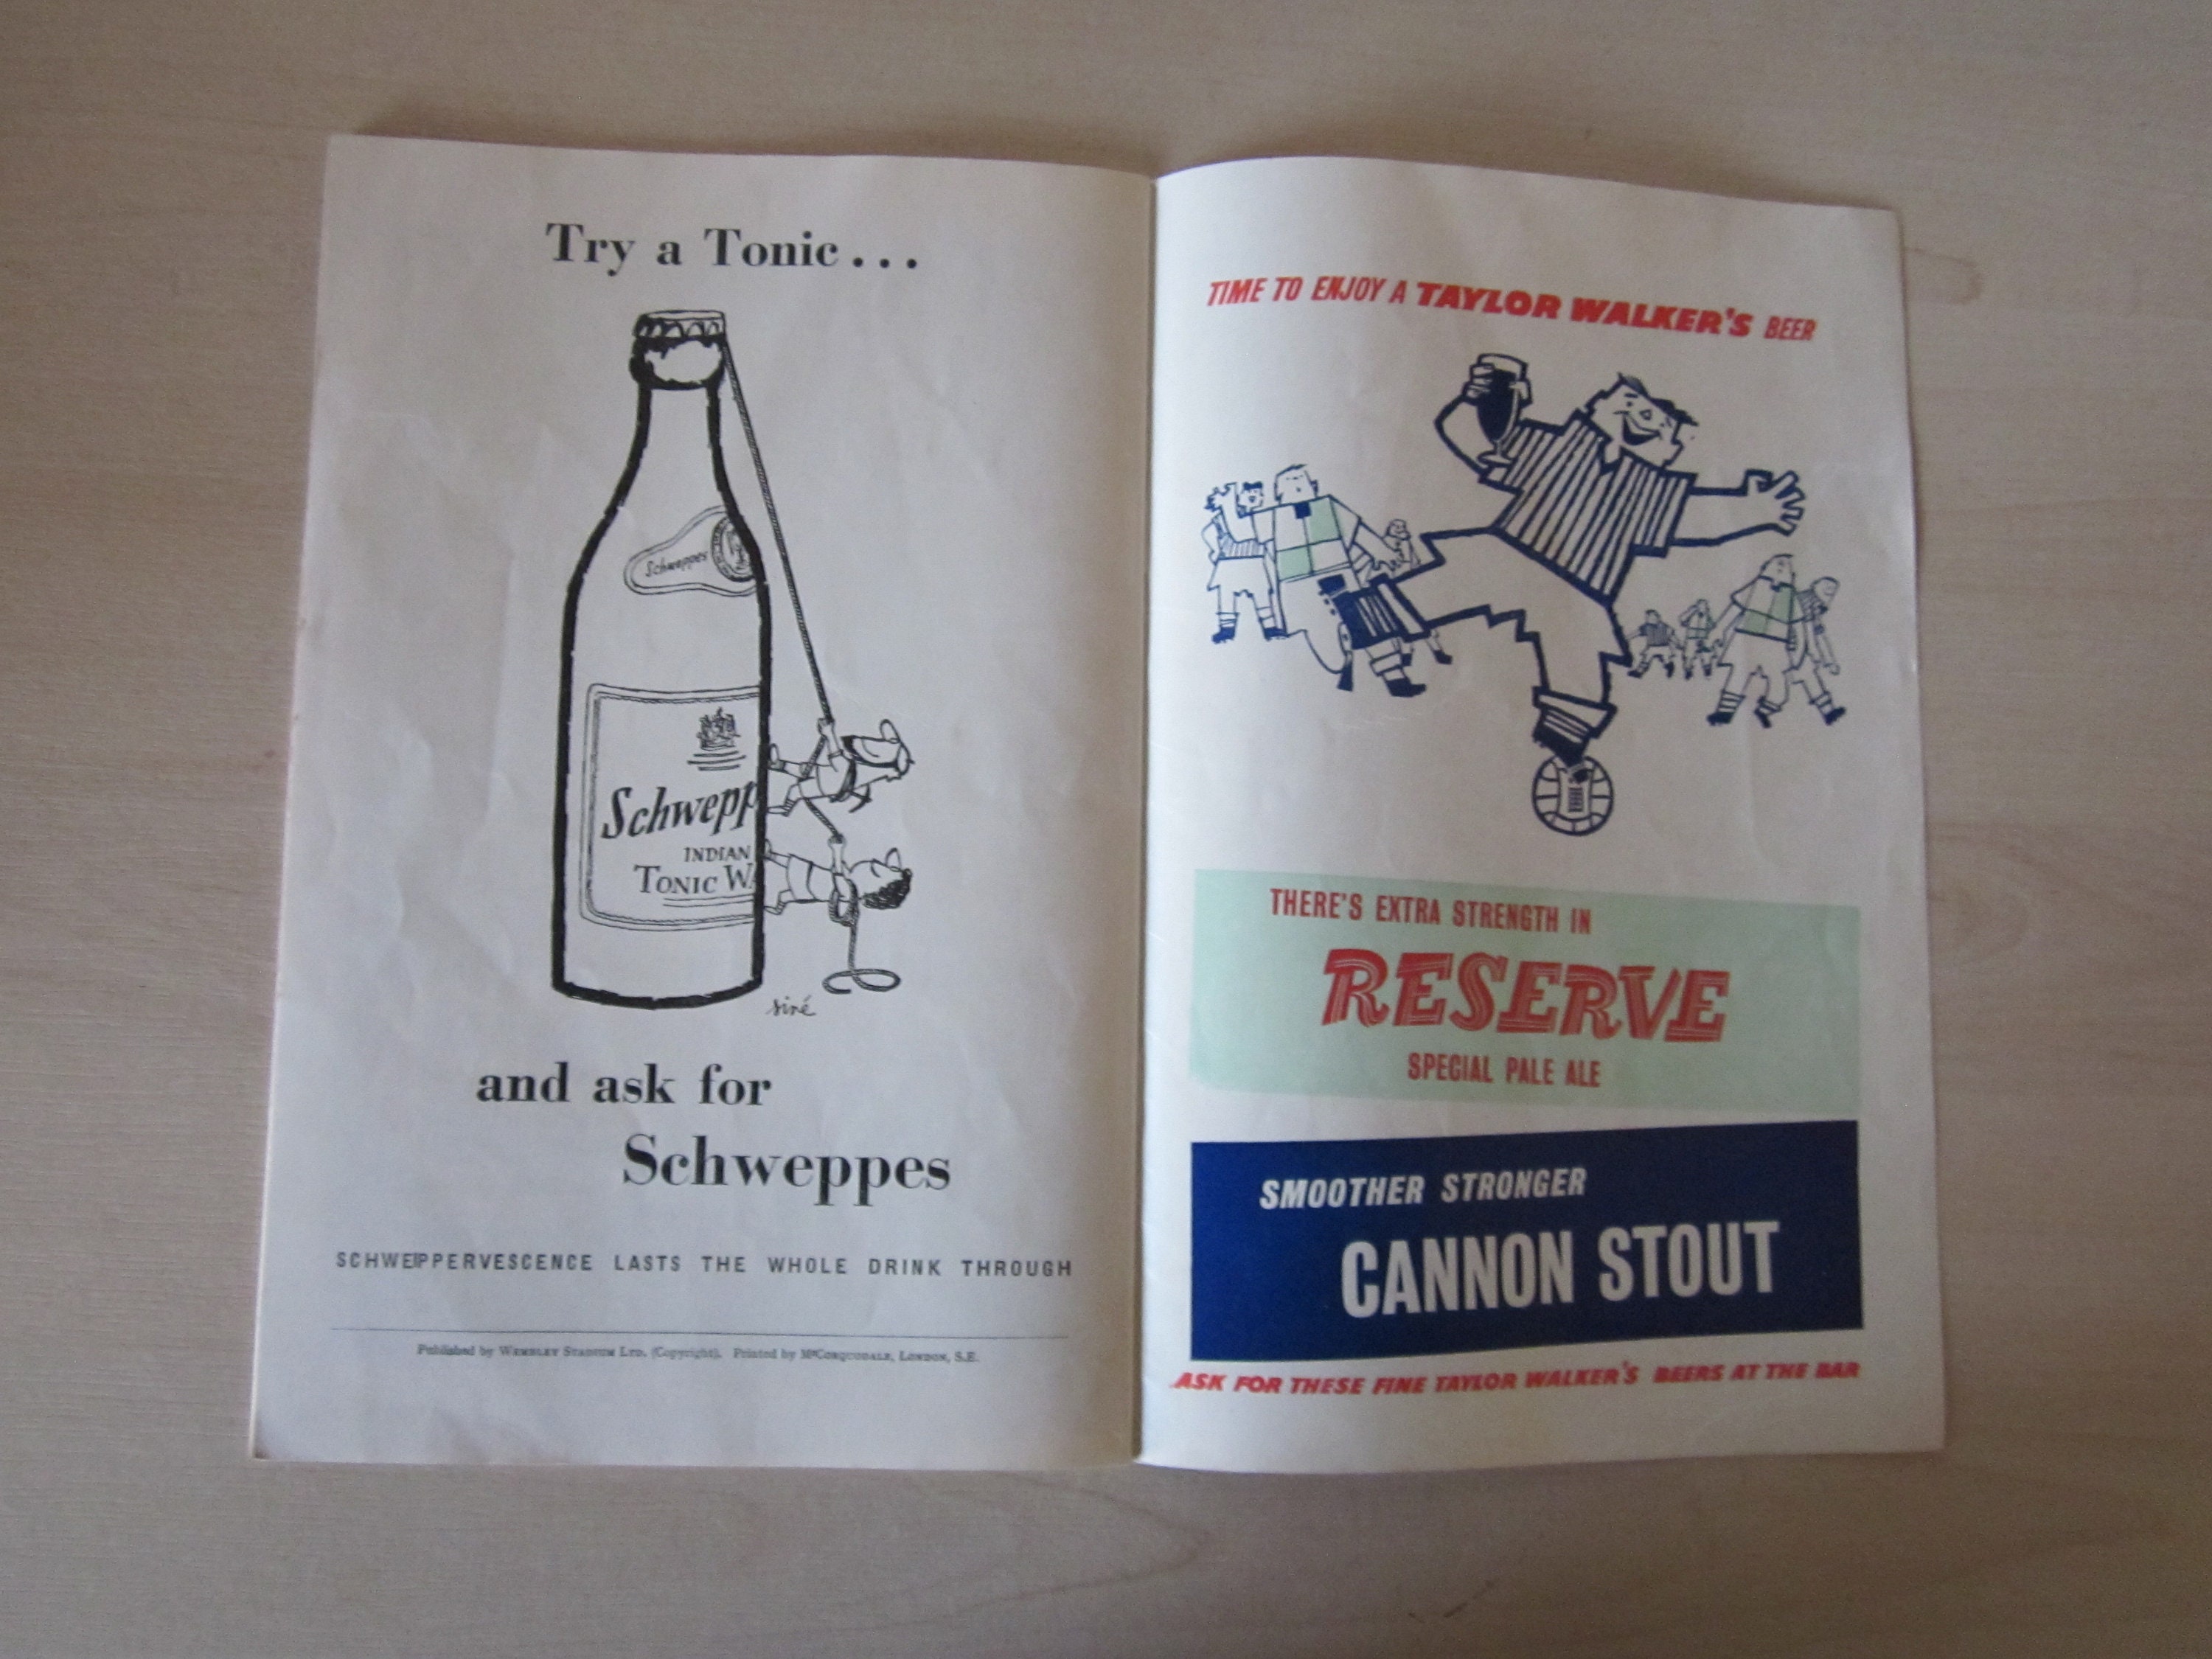 Try a Tonic...
Schweppes
Schwepp
INDIAN
TONIC WA
siné
and ask for
Schweppes
SCHWEPPERVESCENCE LASTS THE WHOLE DRINK THROUGH
Published by WEMBLEY STADIUM LTD. (Copyright). Printed by McCORQUODALE, LONDON, S.E.
TIME TO ENJOY A TAYLOR WALKER'S BEER
THERE'S EXTRA STRENGTH IN
RESERVE
SPECIAL PALE ALE
SMOOTHER STRONGER
CANNON STOUT
ASK FOR THESE FINE TAYLOR WALKER'S BEERS AT THE BAR